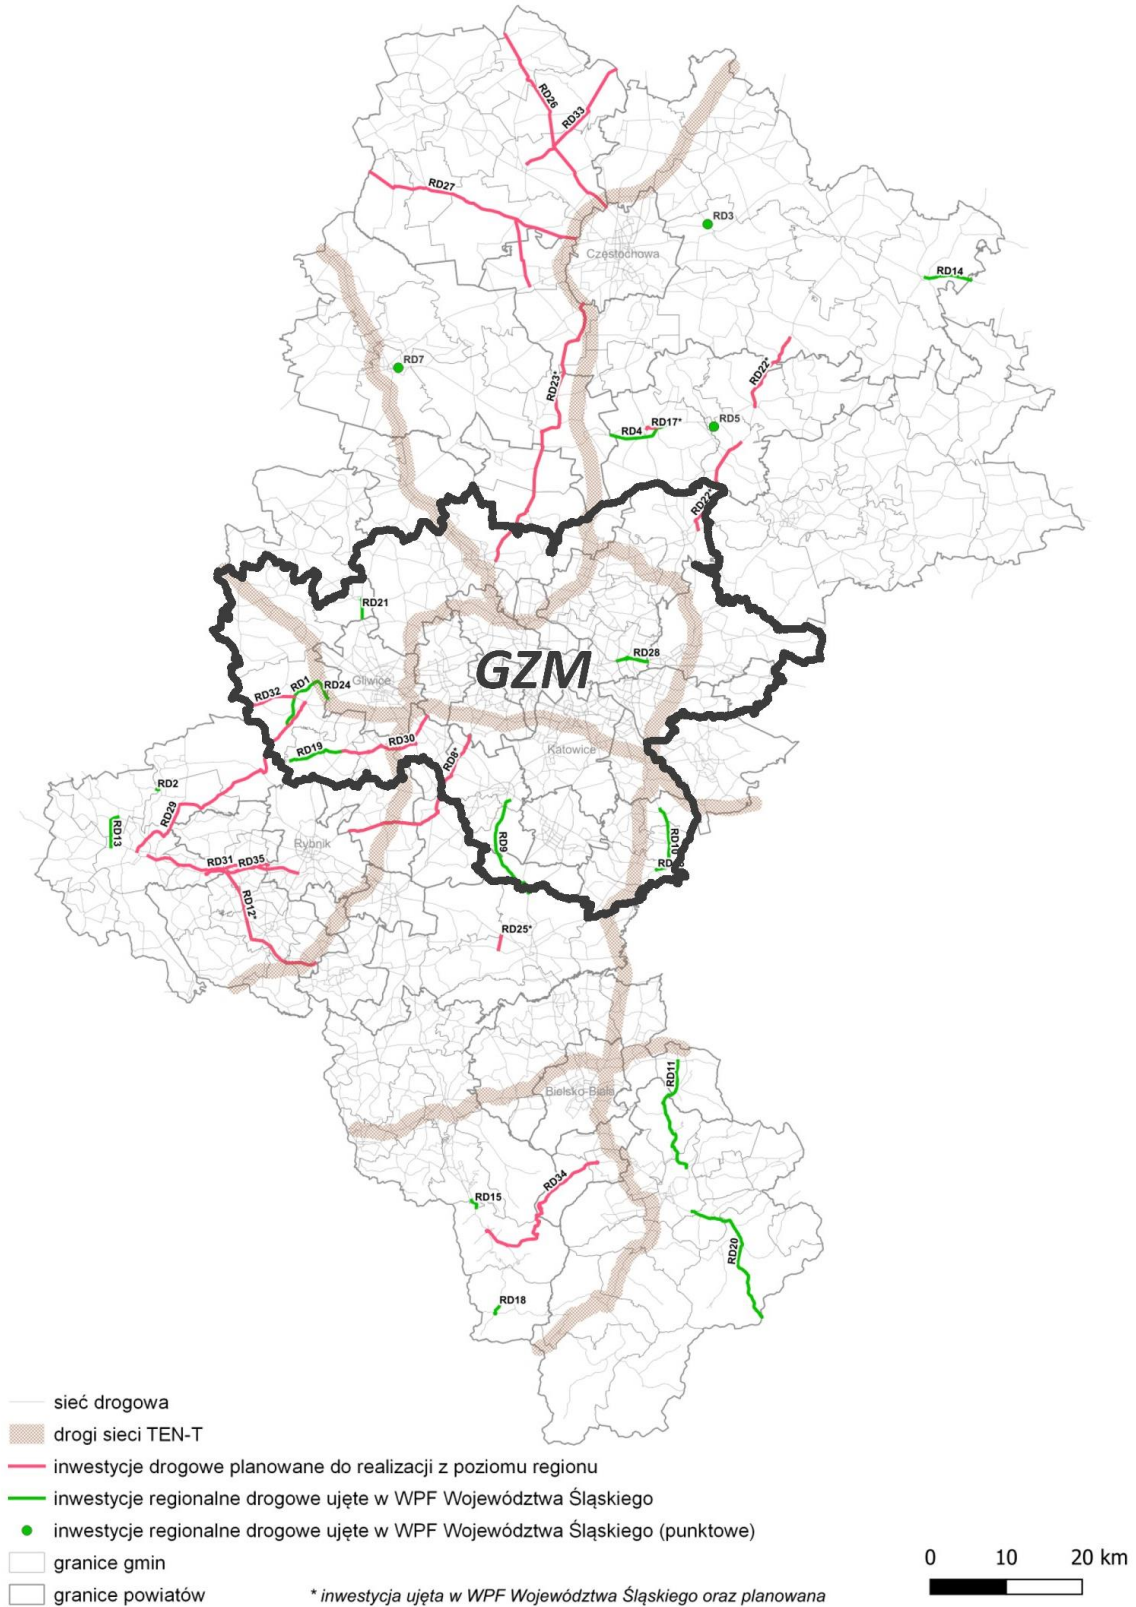 RD26
RD33
RD27
RD3
Częstochowa
RD14
RD7
RD23*
RD22*
RD4
RD17*
RD5
RD22*
RD21
GZM
RD28
RD32
RD1
RD24
Gliwice
RD19
RD30
RD8*
Katowice
RD2
RD29
RD13
RD9
RD10
Rybnik
RD31
RD35
RD12*
RD25*
RD11
Bielsko-Biała
RD34
RD15
RD20
RD18
sieć drogowa
drogi sieci TEN-T
inwestycje drogowe planowane do realizacji z poziomu regionu
inwestycje regionalne drogowe ujęte w WPF Województwa Śląskiego
inwestycje regionalne drogowe ujęte w WPF Województwa Śląskiego (punktowe)
granice gmin
granice powiatów
* inwestycja ujęta w WPF Województwa Śląskiego oraz planowana
0 10 20 km